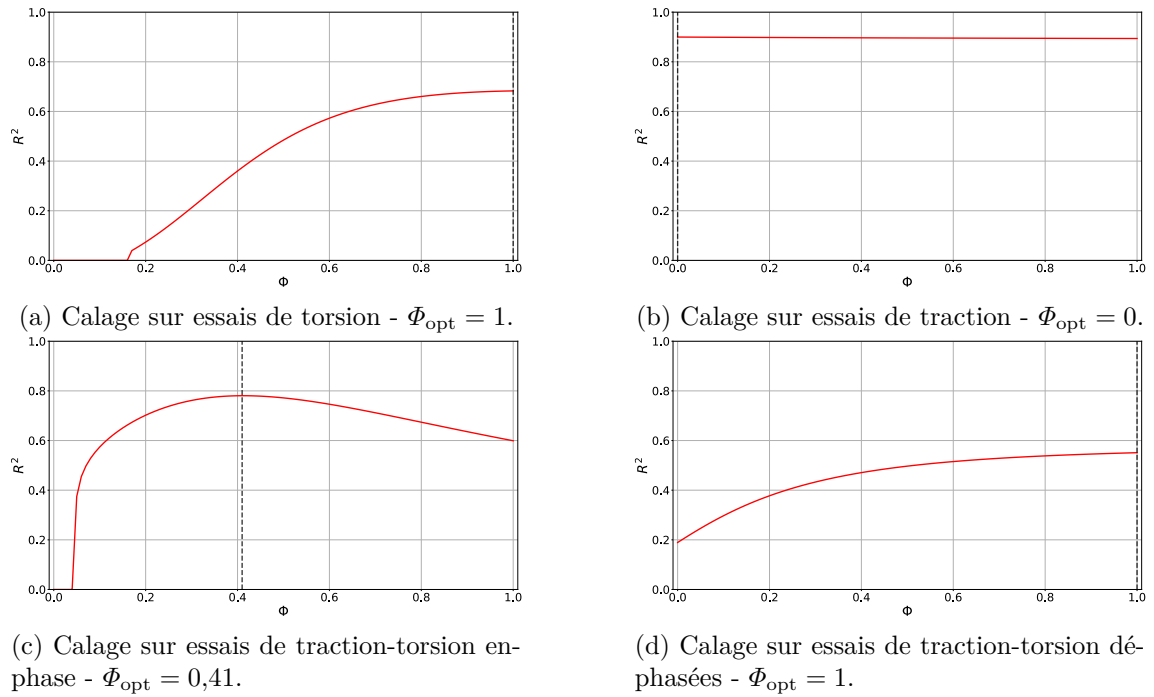 1.0
0.8
0.6
0.4
0.2
0.0
R²
0.0 0.2 0.4 0.6 0.8 1.0
Φ
(a) Calage sur essais de torsion - Φopt = 1.
1.0
0.8
0.6
0.4
0.2
0.0
R²
0.0 0.2 0.4 0.6 0.8 1.0
Φ
(b) Calage sur essais de traction - Φopt = 0.
1.0
0.8
0.6
0.4
0.2
0.0
R²
0.0 0.2 0.4 0.6 0.8 1.0
Φ
(c) Calage sur essais de traction-torsion en-
phase - Φopt = 0,41.
1.0
0.8
0.6
0.4
0.2
0.0
R²
0.0 0.2 0.4 0.6 0.8 1.0
Φ
(d) Calage sur essais de traction-torsion dé-
phasées - Φopt = 1.